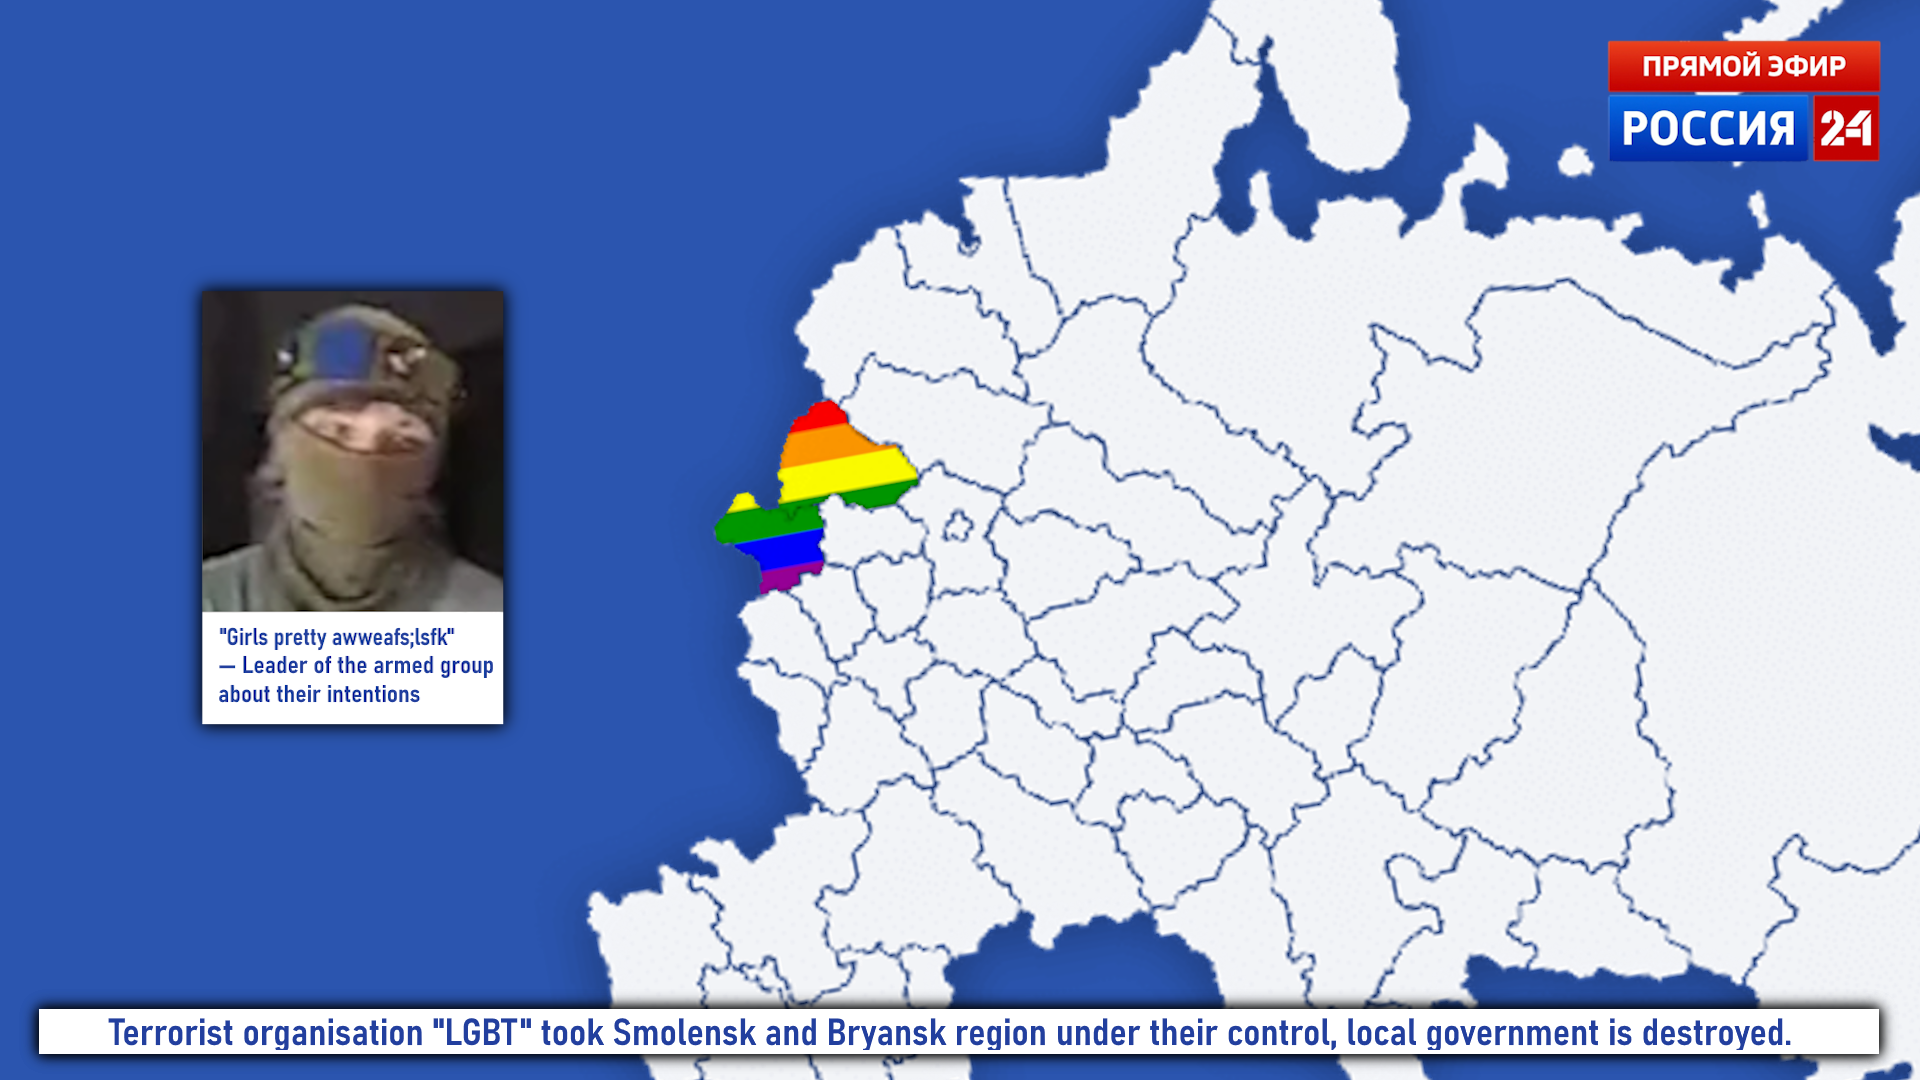 ПРЯМОЙ ЭФИР
РОССИЯ 24
"Girls pretty awweafs;lsfk"
— Leader of the armed group
about their intentions
Terrorist organisation "LGBT" took Smolensk and Bryansk region under their control, local government is destroyed.